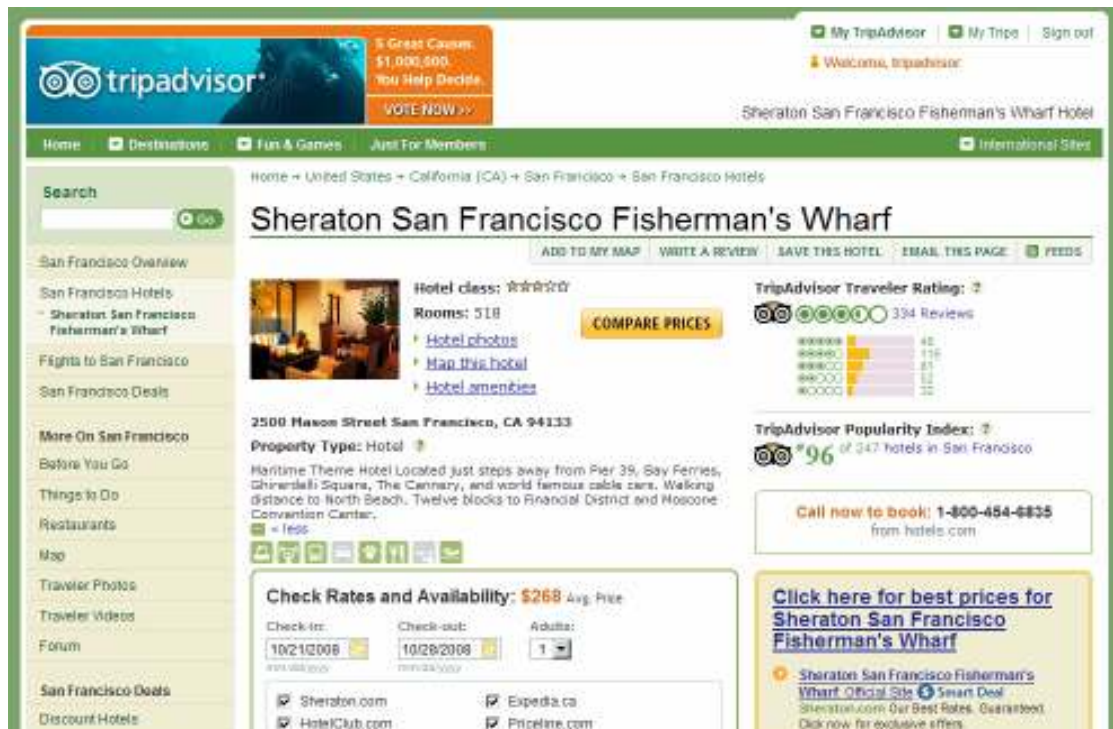 My TripAdvisor My Trips Sign out
Welcome, tripadvisor
5 Great Causes.
$1,000,000.
You Help Decide.
VOTE NOW >>
tripadvisor
Sheraton San Francisco Fisherman's Wharf Hotel
Home Destinations Fun & Games Just For Members International Sites
Home → United States → California (CA) → San Francisco → San Francisco Hotels
Search
Go
Sheraton San Francisco Fisherman's Wharf
ADD TO MY MAP WRITE A REVIEW SAVE THIS HOTEL EMAIL THIS PAGE FEEDS
San Francisco Overview
San Francisco Hotels
Sheraton San Francisco
Fisherman's Wharf
Flights to San Francisco
San Francisco Deals
More On San Francisco
Before You Go
Things to Do
Restaurants
Map
Traveler Photos
Traveler Videos
Forum
San Francisco Deals
Discount Hotels
Hotel class:
Rooms: 518
Hotel photos
Map this hotel
Hotel amenities
COMPARE PRICES
2500 Mason Street San Francisco, CA 94133
Property Type: Hotel ?
Maritime Theme Hotel Located just steps away from Pier 39, Bay Ferries,
Ghirardelli Square, The Cannery, and world famous cable cars. Walking
distance to North Beach. Twelve blocks to Financial District and Moscone
Convention Center.
« less
Check Rates and Availability: $268 Avg. Price
Check-in: Check-out: Adults:
10/21/2008 10/28/2008 1
mm/dd/yyyy mm/dd/yyyy
Sheraton.com Expedia.ca
HotelClub.com Priceline.com
TripAdvisor Traveler Rating: ?
334 Reviews
TripAdvisor Popularity Index: ?
#96 of 247 hotels in San Francisco
Call now to book: 1-800-454-6835
from hotels.com
Click here for best prices for
Sheraton San Francisco
Fisherman's Wharf
Sheraton San Francisco Fisherman's
Wharf Official Site Smart Deal
Sheraton.com Our Best Rates. Guaranteed.
Click now for exclusive offers.